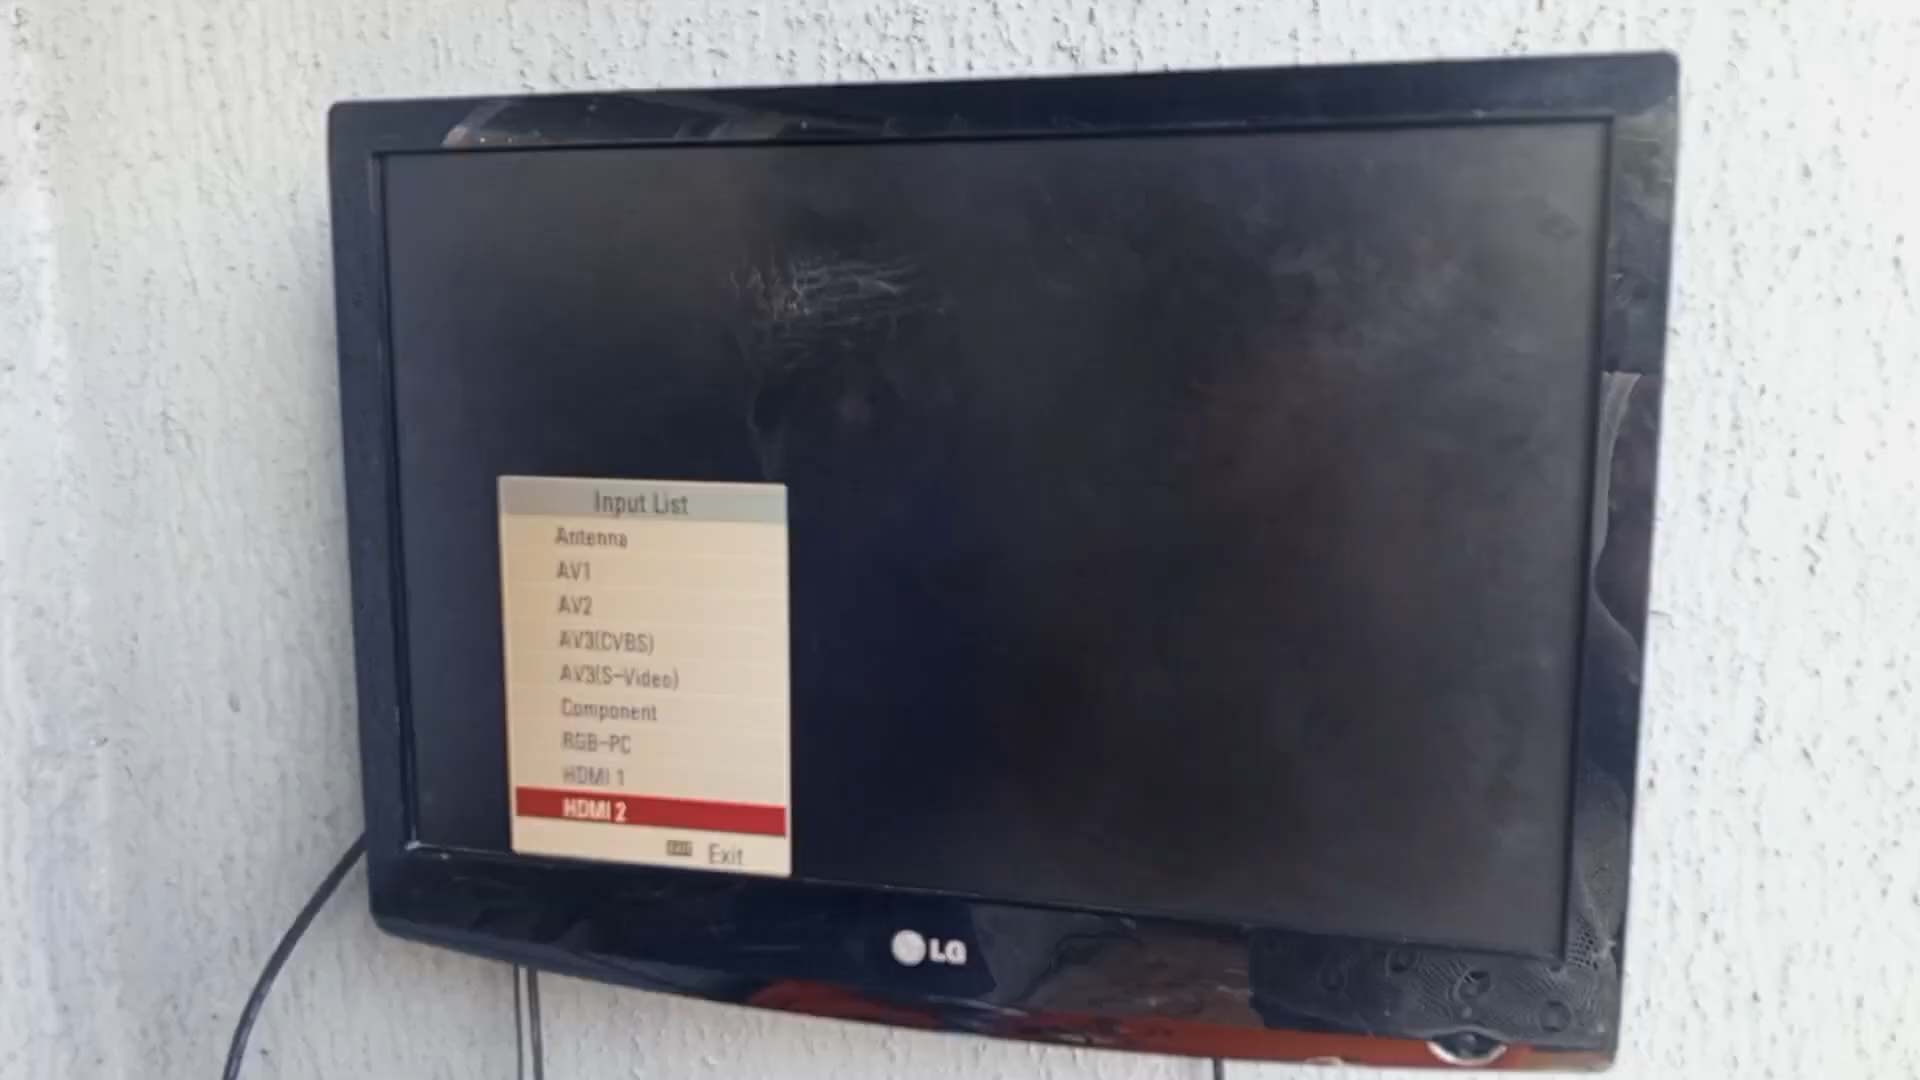 Input List
Antenna
AV1
AV2
AV3(CVBS)
AV3(S-Video)
Component
RGB-PC
HDMI 1
HDMI 2
Exit
LG